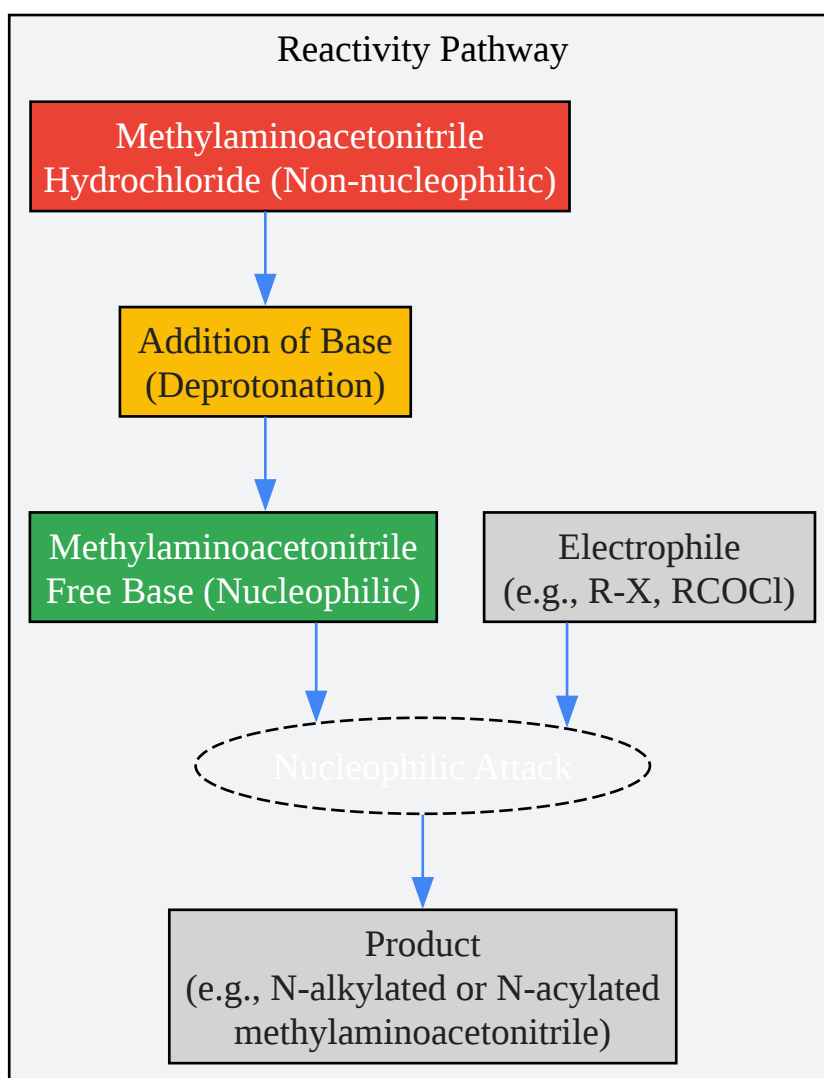 Reactivity Pathway
Methylaminoacetonitrile
Hydrochloride (Non-nucleophilic)
Addition of Base
(Deprotonation)
Methylaminoacetonitrile
Free Base (Nucleophilic)
Electrophile
(e.g., R-X, RCOCl)
Nucleophilic Attack
Product
(e.g., N-alkylated or N-acylated
methylaminoacetonitrile)